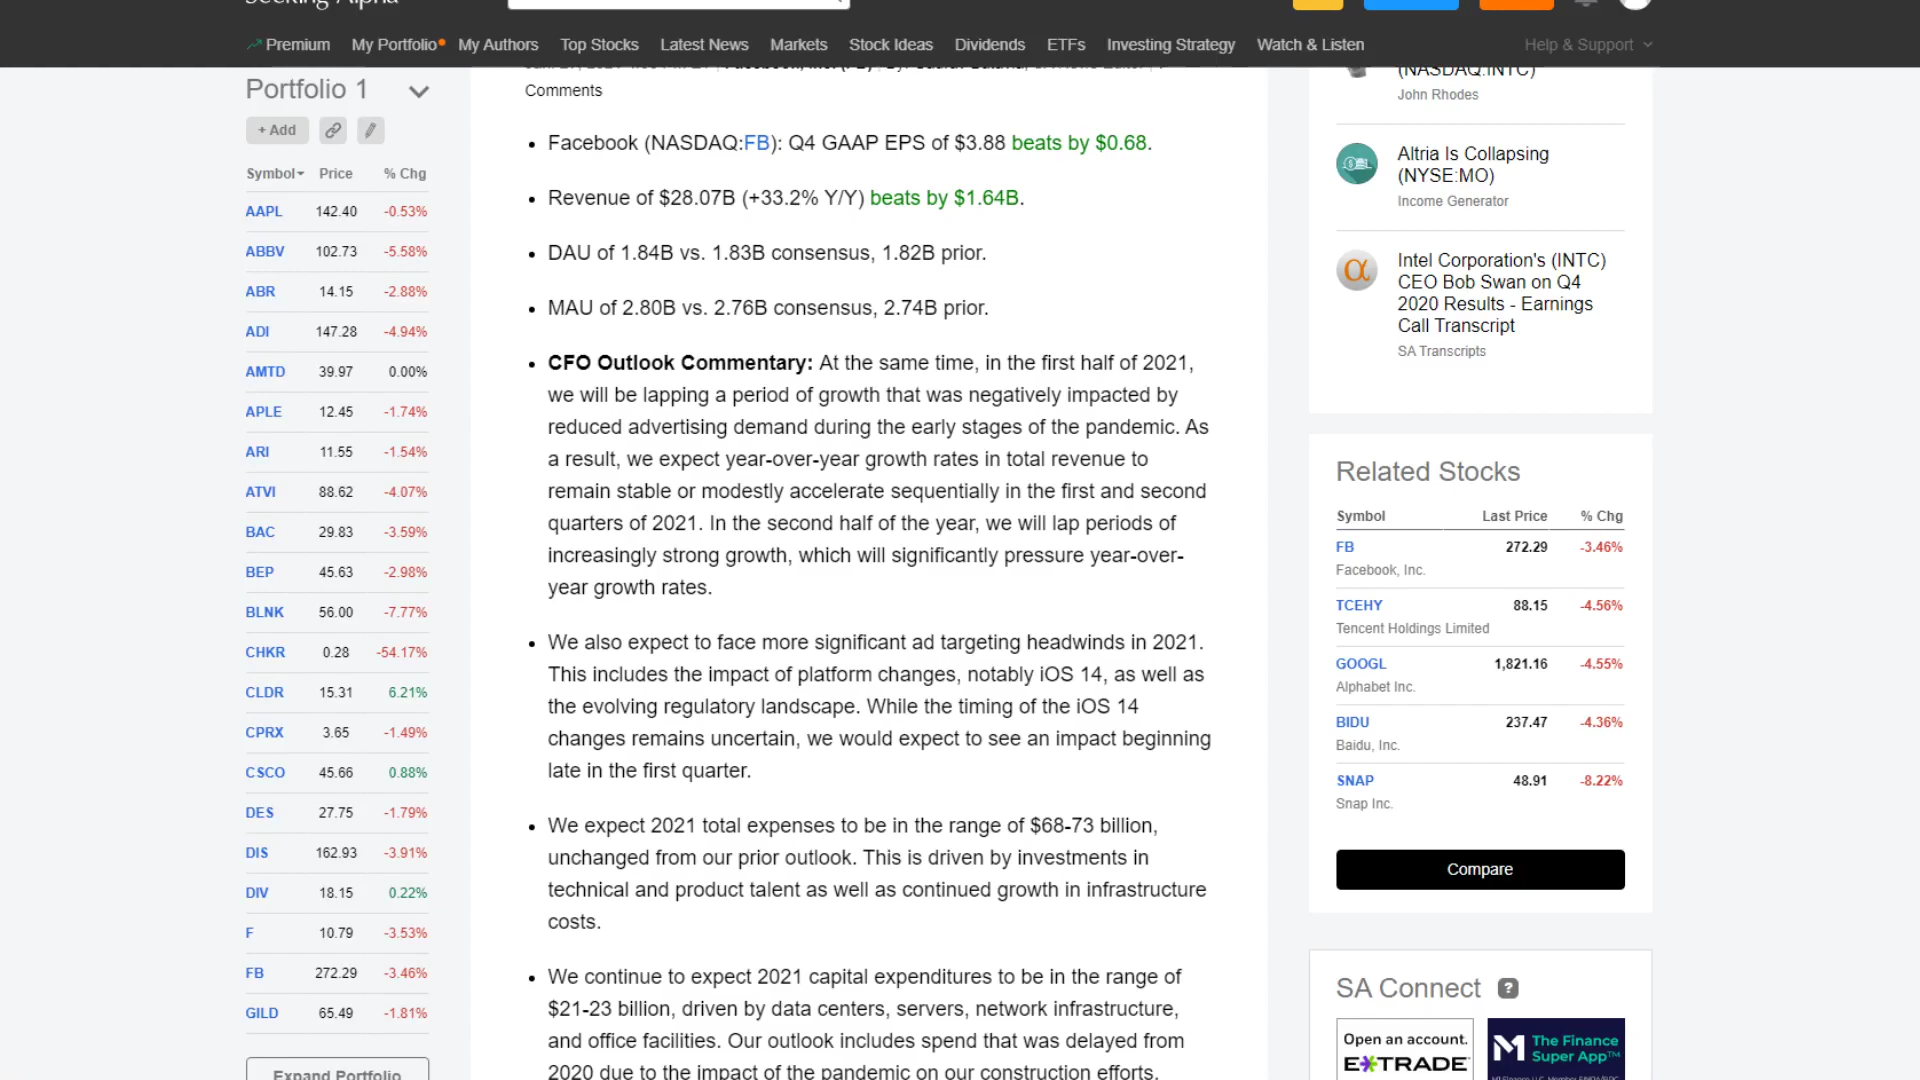 Seeking Alpha
Premium My Portfolio My Authors Top Stocks Latest News Markets Stock Ideas Dividends ETFs Investing Strategy Watch & Listen Help & Support
Portfolio 1
+ Add
Symbol Price % Chg
AAPL 142.40 -0.53%
ABBV 102.73 -5.58%
ABR 14.15 -2.88%
ADI 147.28 -4.94%
AMTD 39.97 0.00%
APLE 12.45 -1.74%
ARI 11.55 -1.54%
ATVI 88.62 -4.07%
BAC 29.83 -3.59%
BEP 45.63 -2.98%
BLNK 56.00 -7.77%
CHKR 0.28 -54.17%
CLDR 15.31 6.21%
CPRX 3.65 -1.49%
CSCO 45.66 0.88%
DES 27.75 -1.79%
DIS 162.93 -3.91%
DIV 18.15 0.22%
F 10.79 -3.53%
FB 272.29 -3.46%
GILD 65.49 -1.81%
Expand Portfolio
Comments
• Facebook (NASDAQ:FB): Q4 GAAP EPS of $3.88 beats by $0.68.
• Revenue of $28.07B (+33.2% Y/Y) beats by $1.64B.
• DAU of 1.84B vs. 1.83B consensus, 1.82B prior.
• MAU of 2.80B vs. 2.76B consensus, 2.74B prior.
• CFO Outlook Commentary: At the same time, in the first half of 2021,
we will be lapping a period of growth that was negatively impacted by
reduced advertising demand during the early stages of the pandemic. As
a result, we expect year-over-year growth rates in total revenue to
remain stable or modestly accelerate sequentially in the first and second
quarters of 2021. In the second half of the year, we will lap periods of
increasingly strong growth, which will significantly pressure year-over-
year growth rates.
• We also expect to face more significant ad targeting headwinds in 2021.
This includes the impact of platform changes, notably iOS 14, as well as
the evolving regulatory landscape. While the timing of the iOS 14
changes remains uncertain, we would expect to see an impact beginning
late in the first quarter.
• We expect 2021 total expenses to be in the range of $68-73 billion,
unchanged from our prior outlook. This is driven by investments in
technical and product talent as well as continued growth in infrastructure
costs.
• We continue to expect 2021 capital expenditures to be in the range of
$21-23 billion, driven by data centers, servers, network infrastructure,
and office facilities. Our outlook includes spend that was delayed from
2020 due to the impact of the pandemic on our construction efforts.
(NASDAQ:INTC)
John Rhodes
Altria Is Collapsing
(NYSE:MO)
Income Generator
α
Intel Corporation's (INTC)
CEO Bob Swan on Q4
2020 Results - Earnings
Call Transcript
SA Transcripts
Related Stocks
Symbol Last Price % Chg
FB 272.29 -3.46%
Facebook, Inc.
TCEHY 88.15 -4.56%
Tencent Holdings Limited
GOOGL 1,821.16 -4.55%
Alphabet Inc.
BIDU 237.47 -4.36%
Baidu, Inc.
SNAP 48.91 -8.22%
Snap Inc.
Compare
SA Connect ?
Open an account.
E*TRADE
The Finance
Super App™